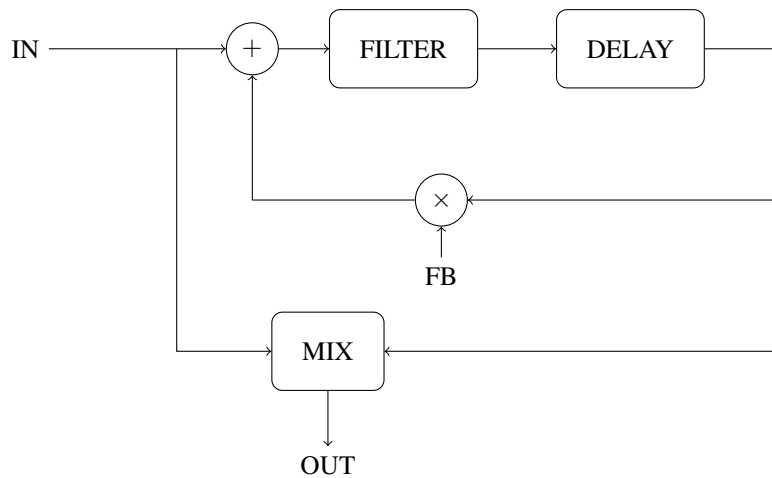 IN
+
FILTER
DELAY
×
FB
MIX
OUT